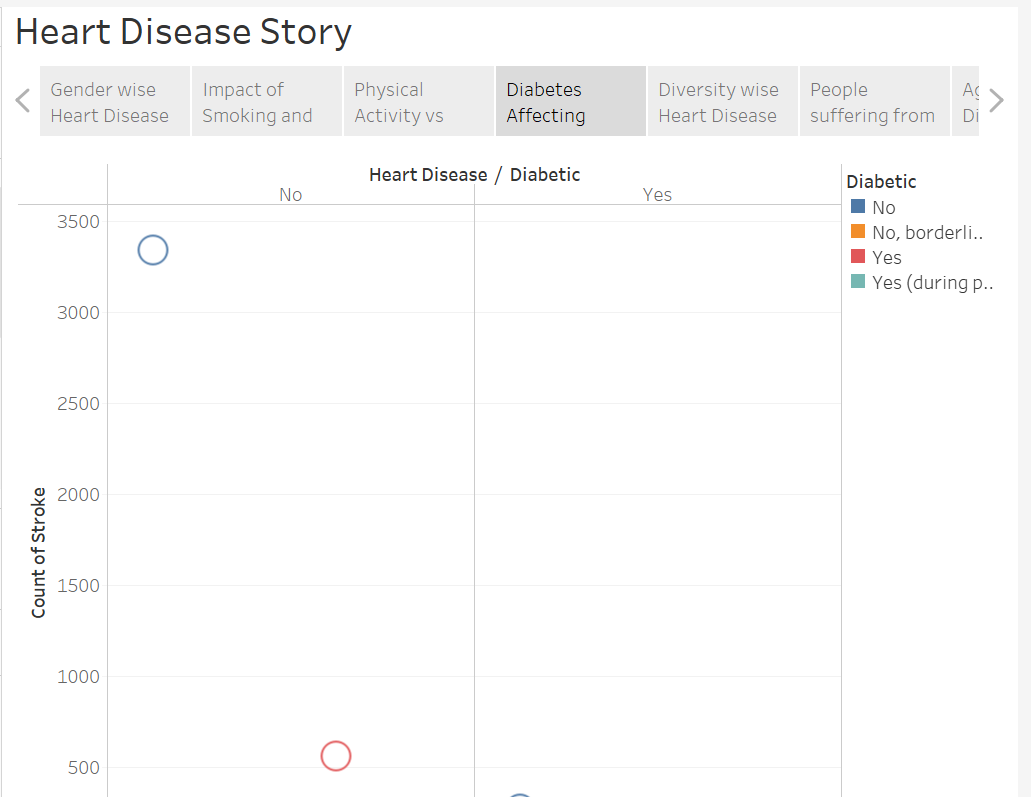 Heart Disease Story
Gender wise
Heart Disease
Impact of
Smoking and
Physical
Activity vs
Diabetes
Affecting
Diversity wise
Heart Disease
People
suffering from
Di
Heart Disease / Diabetic
No
Yes
3500
3000
2500
2000
1500
1000
500
Count of Stroke
Diabetic
No
No, borderli..
Yes
Yes (during p..